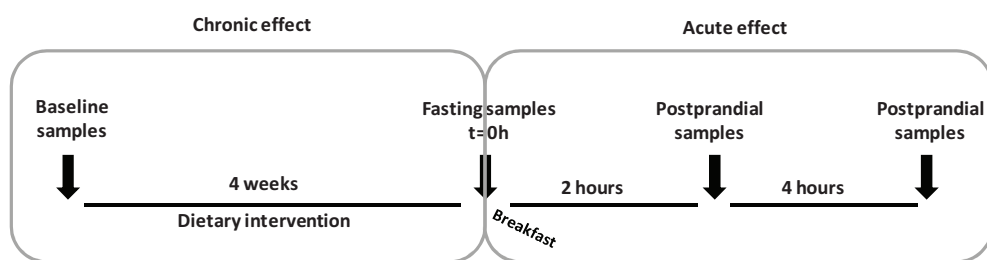 Chronic effect
Acute effect
Baseline
samples
Fasting samples
t=0h
Postprandial
samples
Postprandial
samples
4 weeks
2 hours
4 hours
Dietary intervention
Breakfast